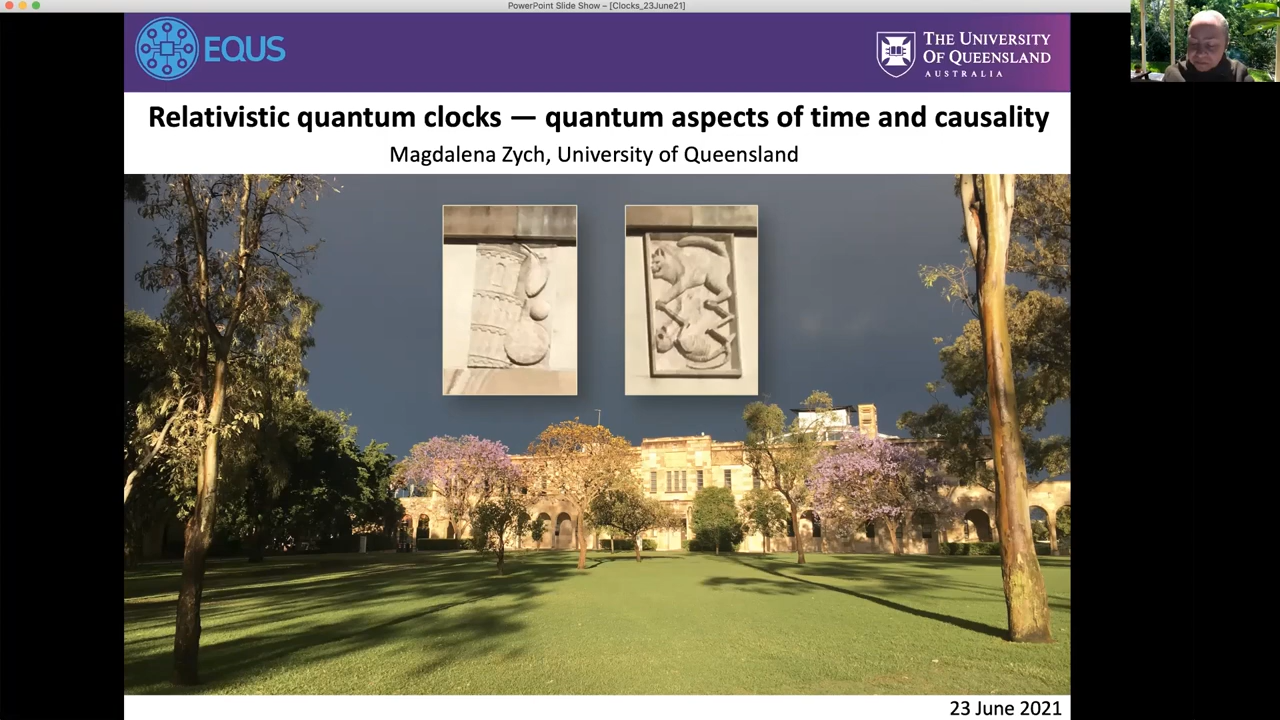 PowerPoint Slide Show – [Clocks_23June21]
EQUS
THE UNIVERSITY
OF QUEENSLAND
AUSTRALIA
Relativistic quantum clocks — quantum aspects of time and causality
Magdalena Zych, University of Queensland
23 June 2021